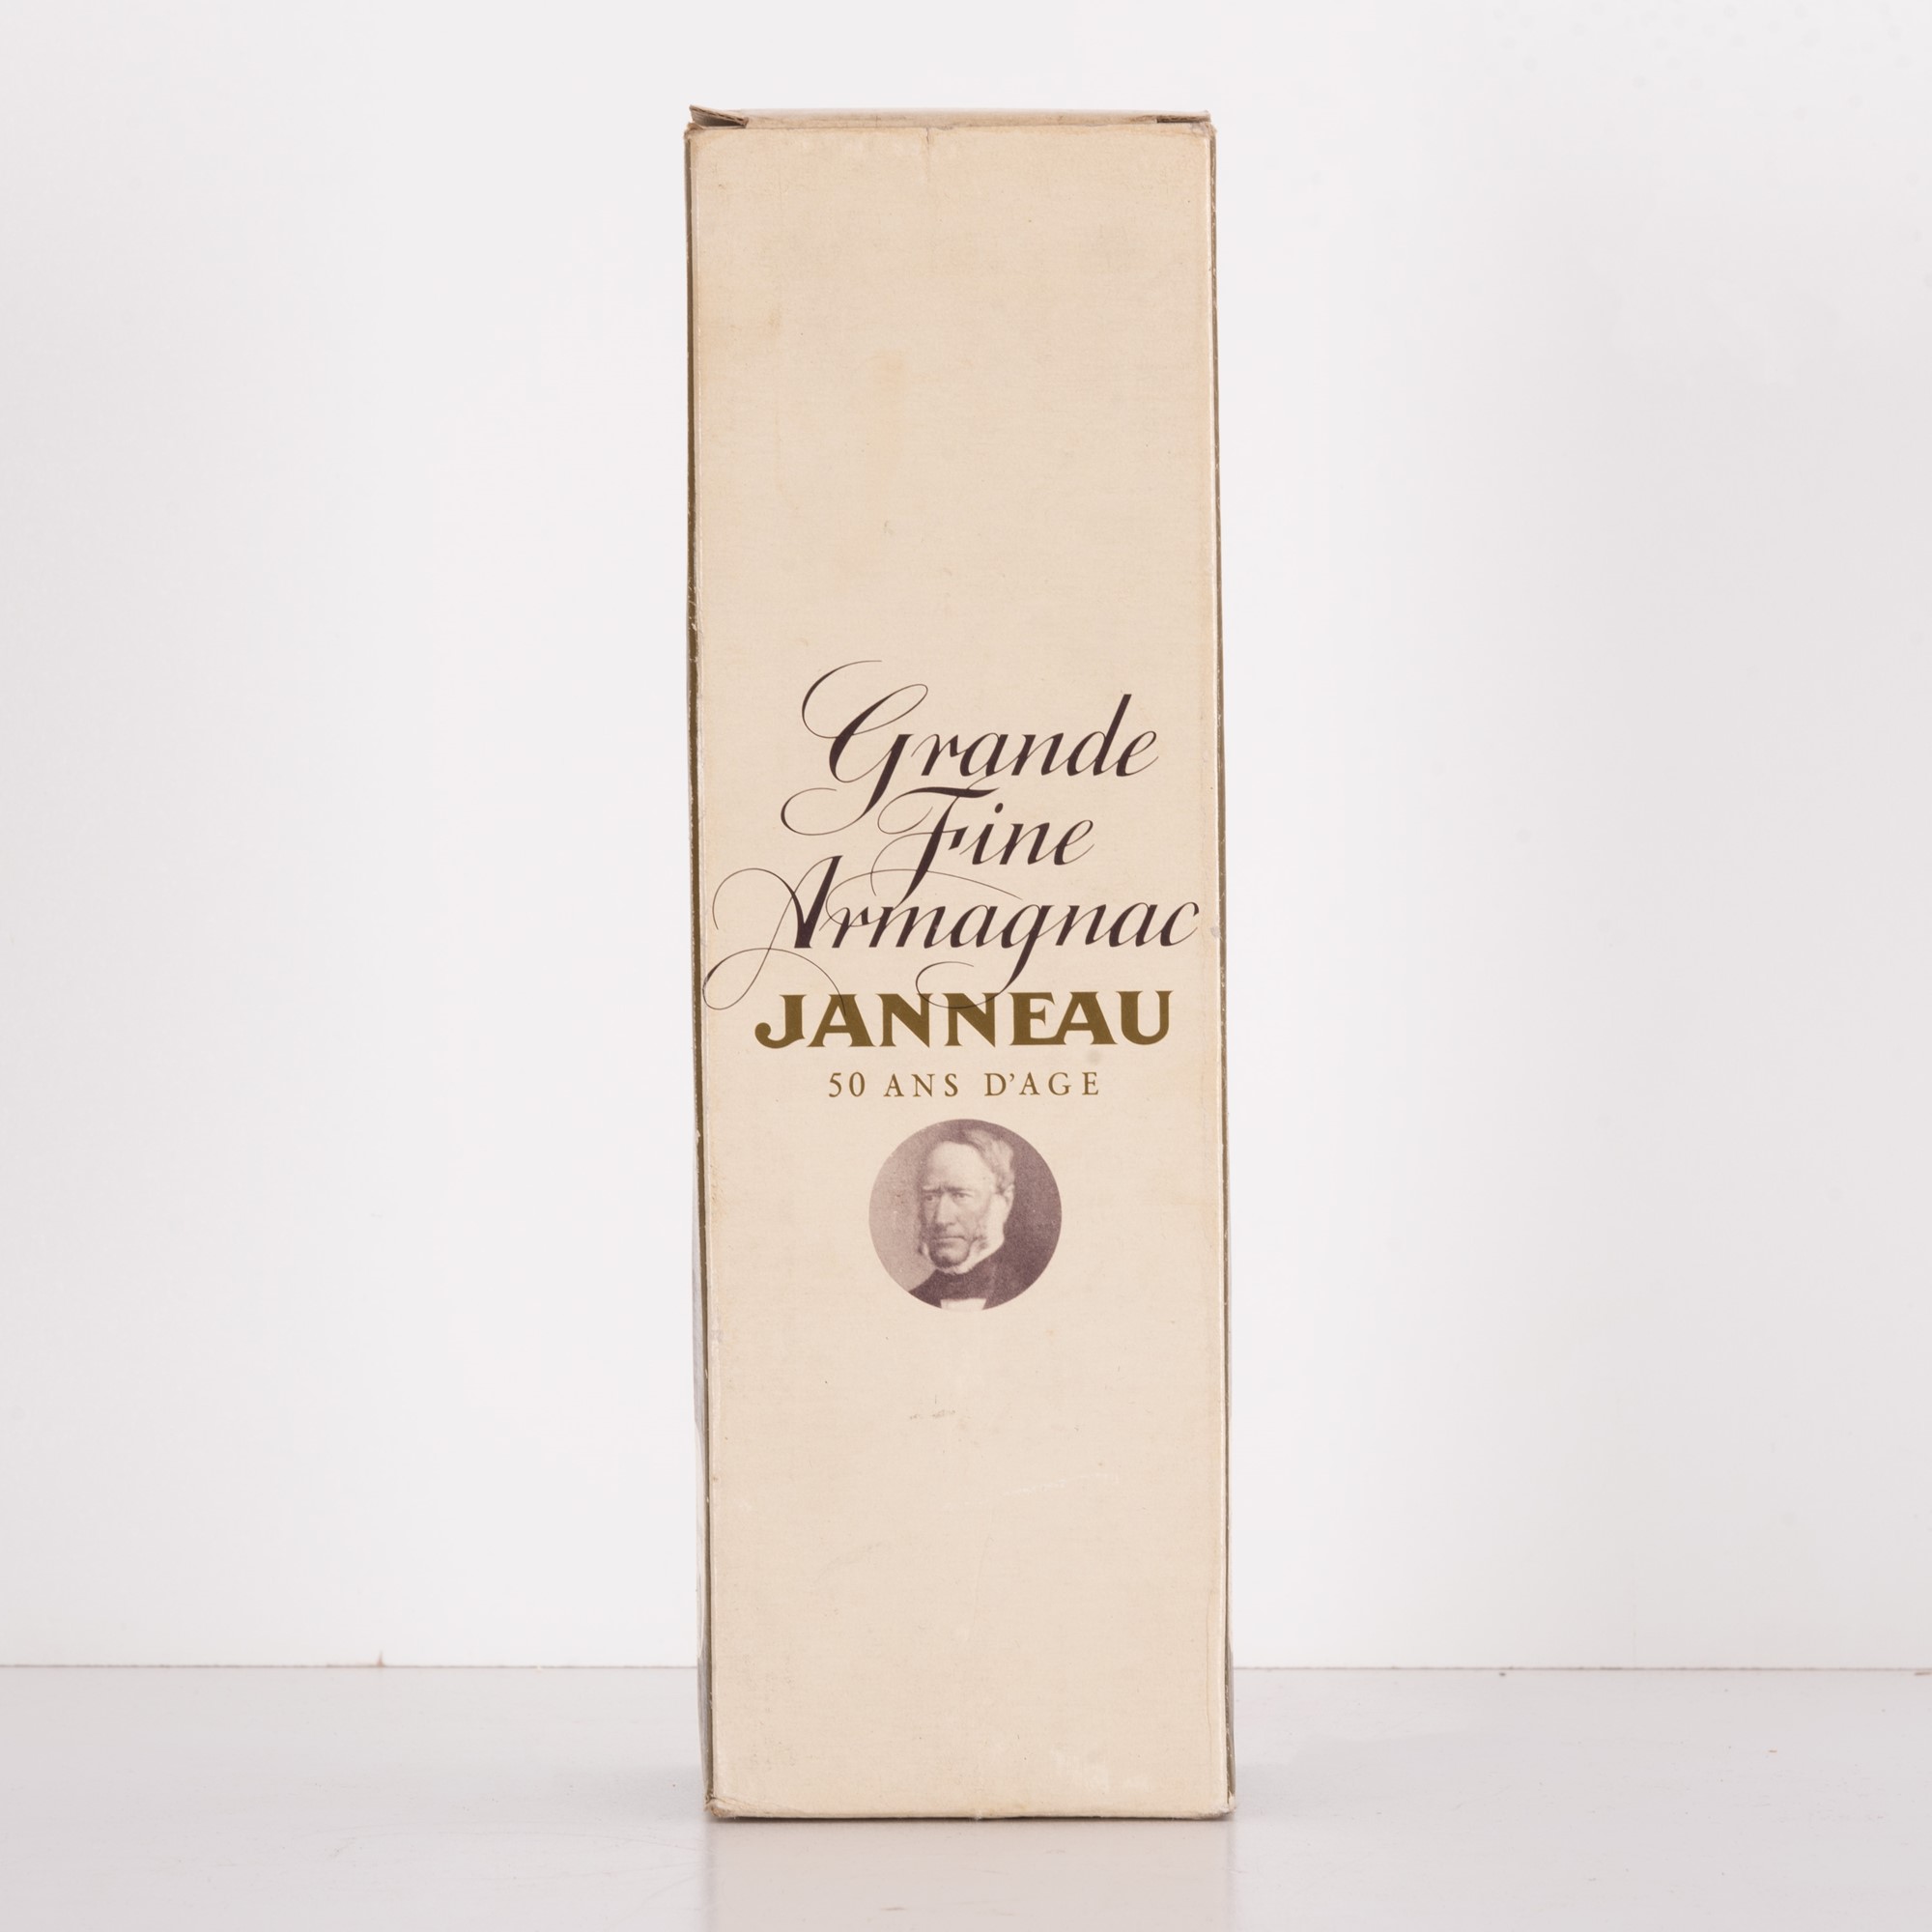 Grande
Fine
Armagnac
JANNEAU
50 ANS D'AGE